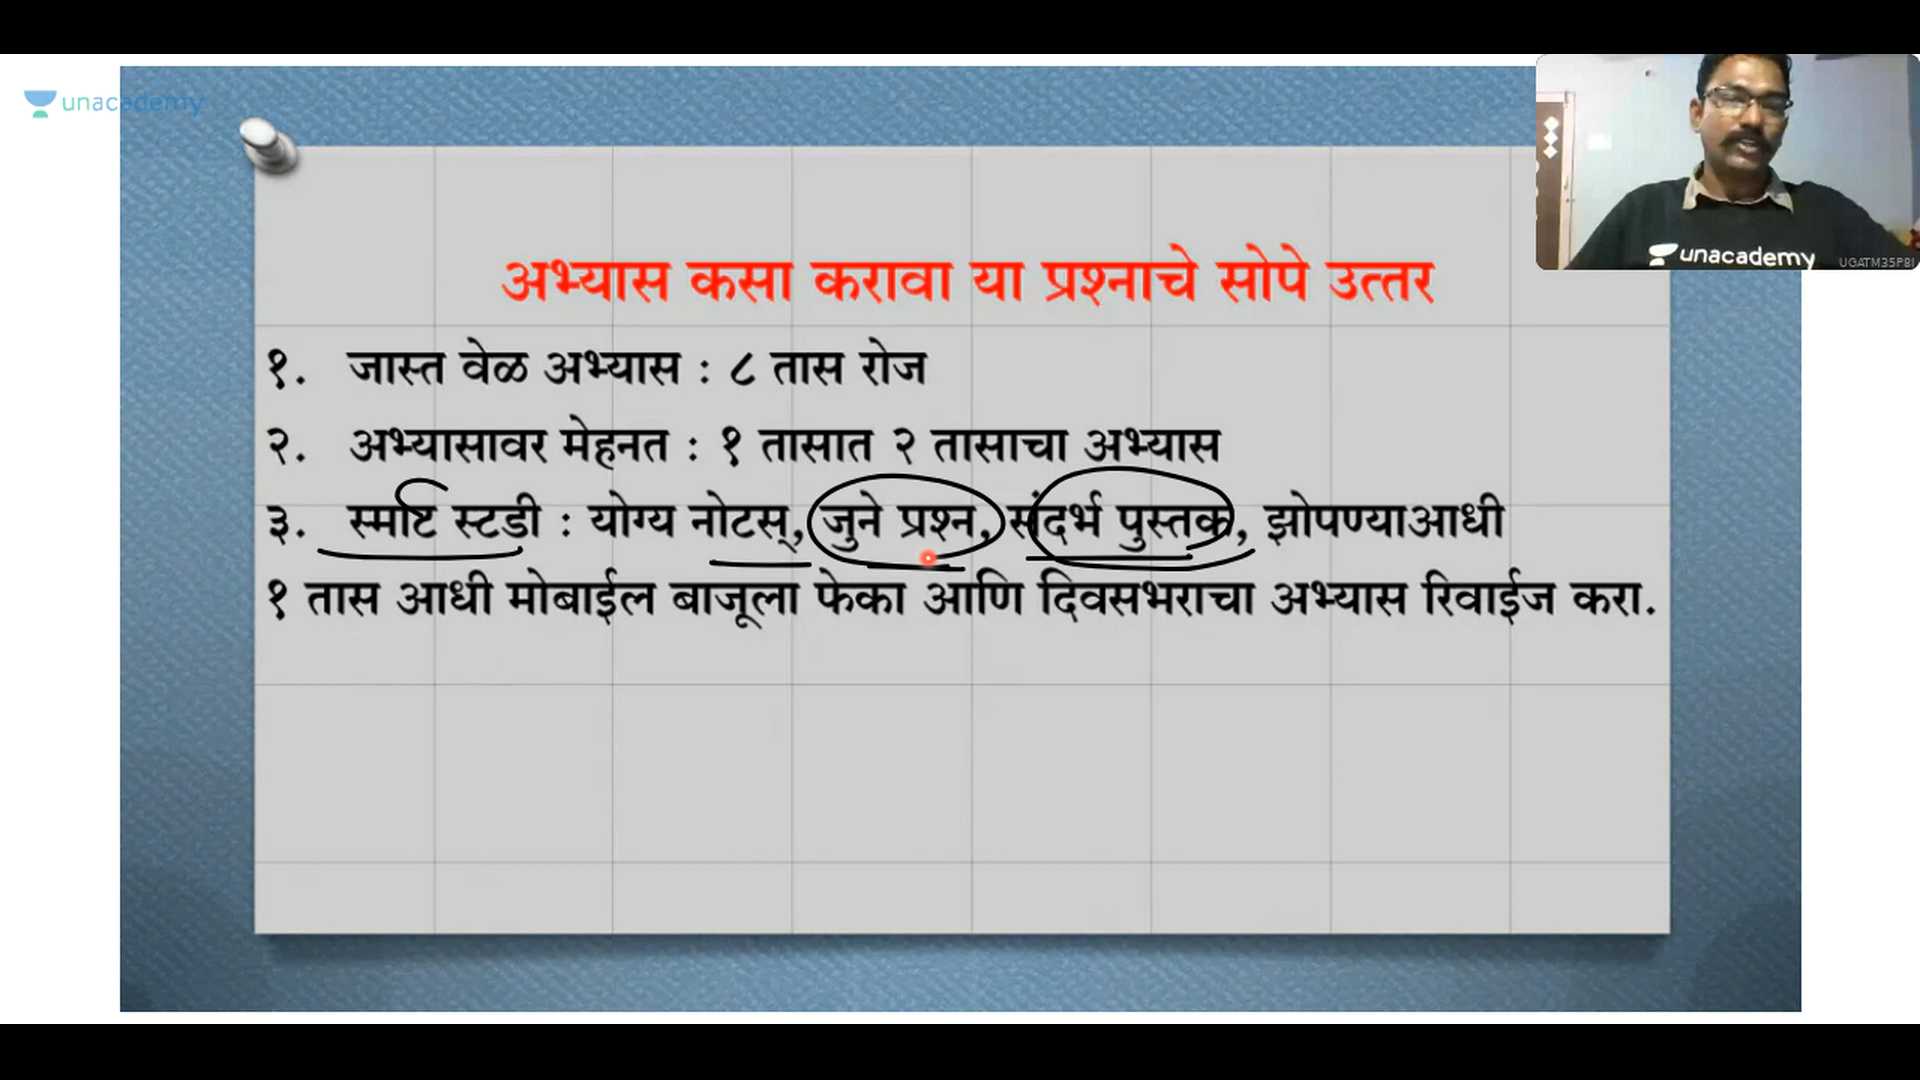 unacademy
unacademy
UGATM35P8I
अभ्यास कसा करावा या प्रश्नाचे सोपे उत्तर
१. जास्त वेळ अभ्यास : ८ तास रोज
२. अभ्यासावर मेहनत : १ तासात २ तासाचा अभ्यास
३. स्मार्ट स्टडी : योग्य नोटस्, जुने प्रश्न, संदर्भ पुस्तक, झोपण्याआधी
१ तास आधी मोबाईल बाजूला फेका आणि दिवसभराचा अभ्यास रिवाईज करा.